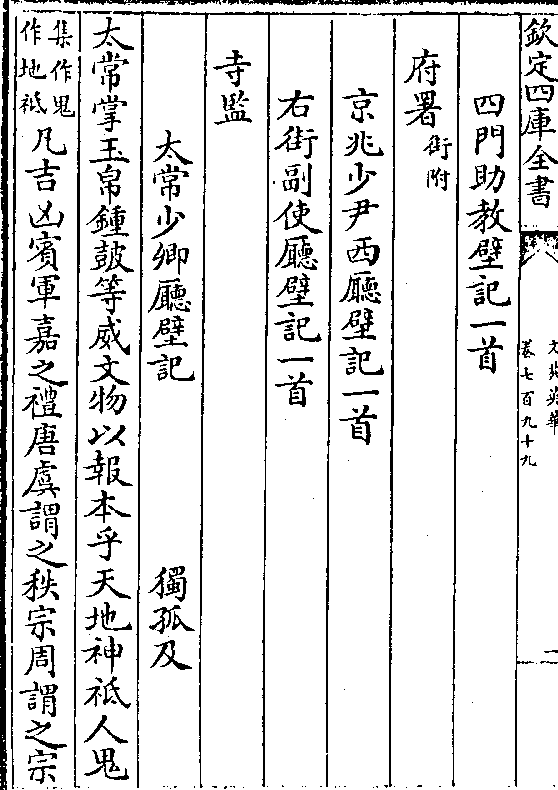 欽定四庫全書
文苑英華
卷七百九十九
一
四門助教壁記一首
府署街附
京兆少尹西廳壁記一首
右街副使廳壁記一首
寺監
太常少卿廳壁記 獨孤及
太常掌玉帛鍾鼓等威文物以報本乎天地神祇人鬼
集作鬼
作地祇
凡吉凶賓軍嘉之禮唐虞謂之秩宗周謂之宗